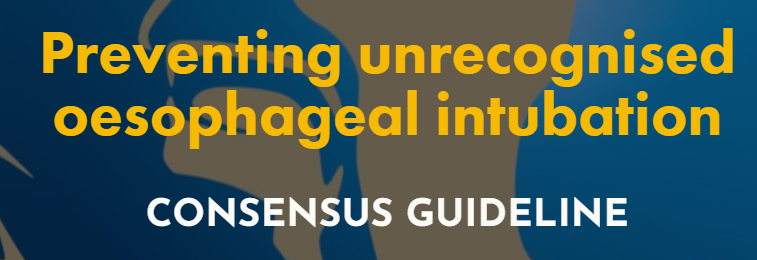 Preventing unrecognised
oesophageal intubation
CONSENSUS GUIDELINE